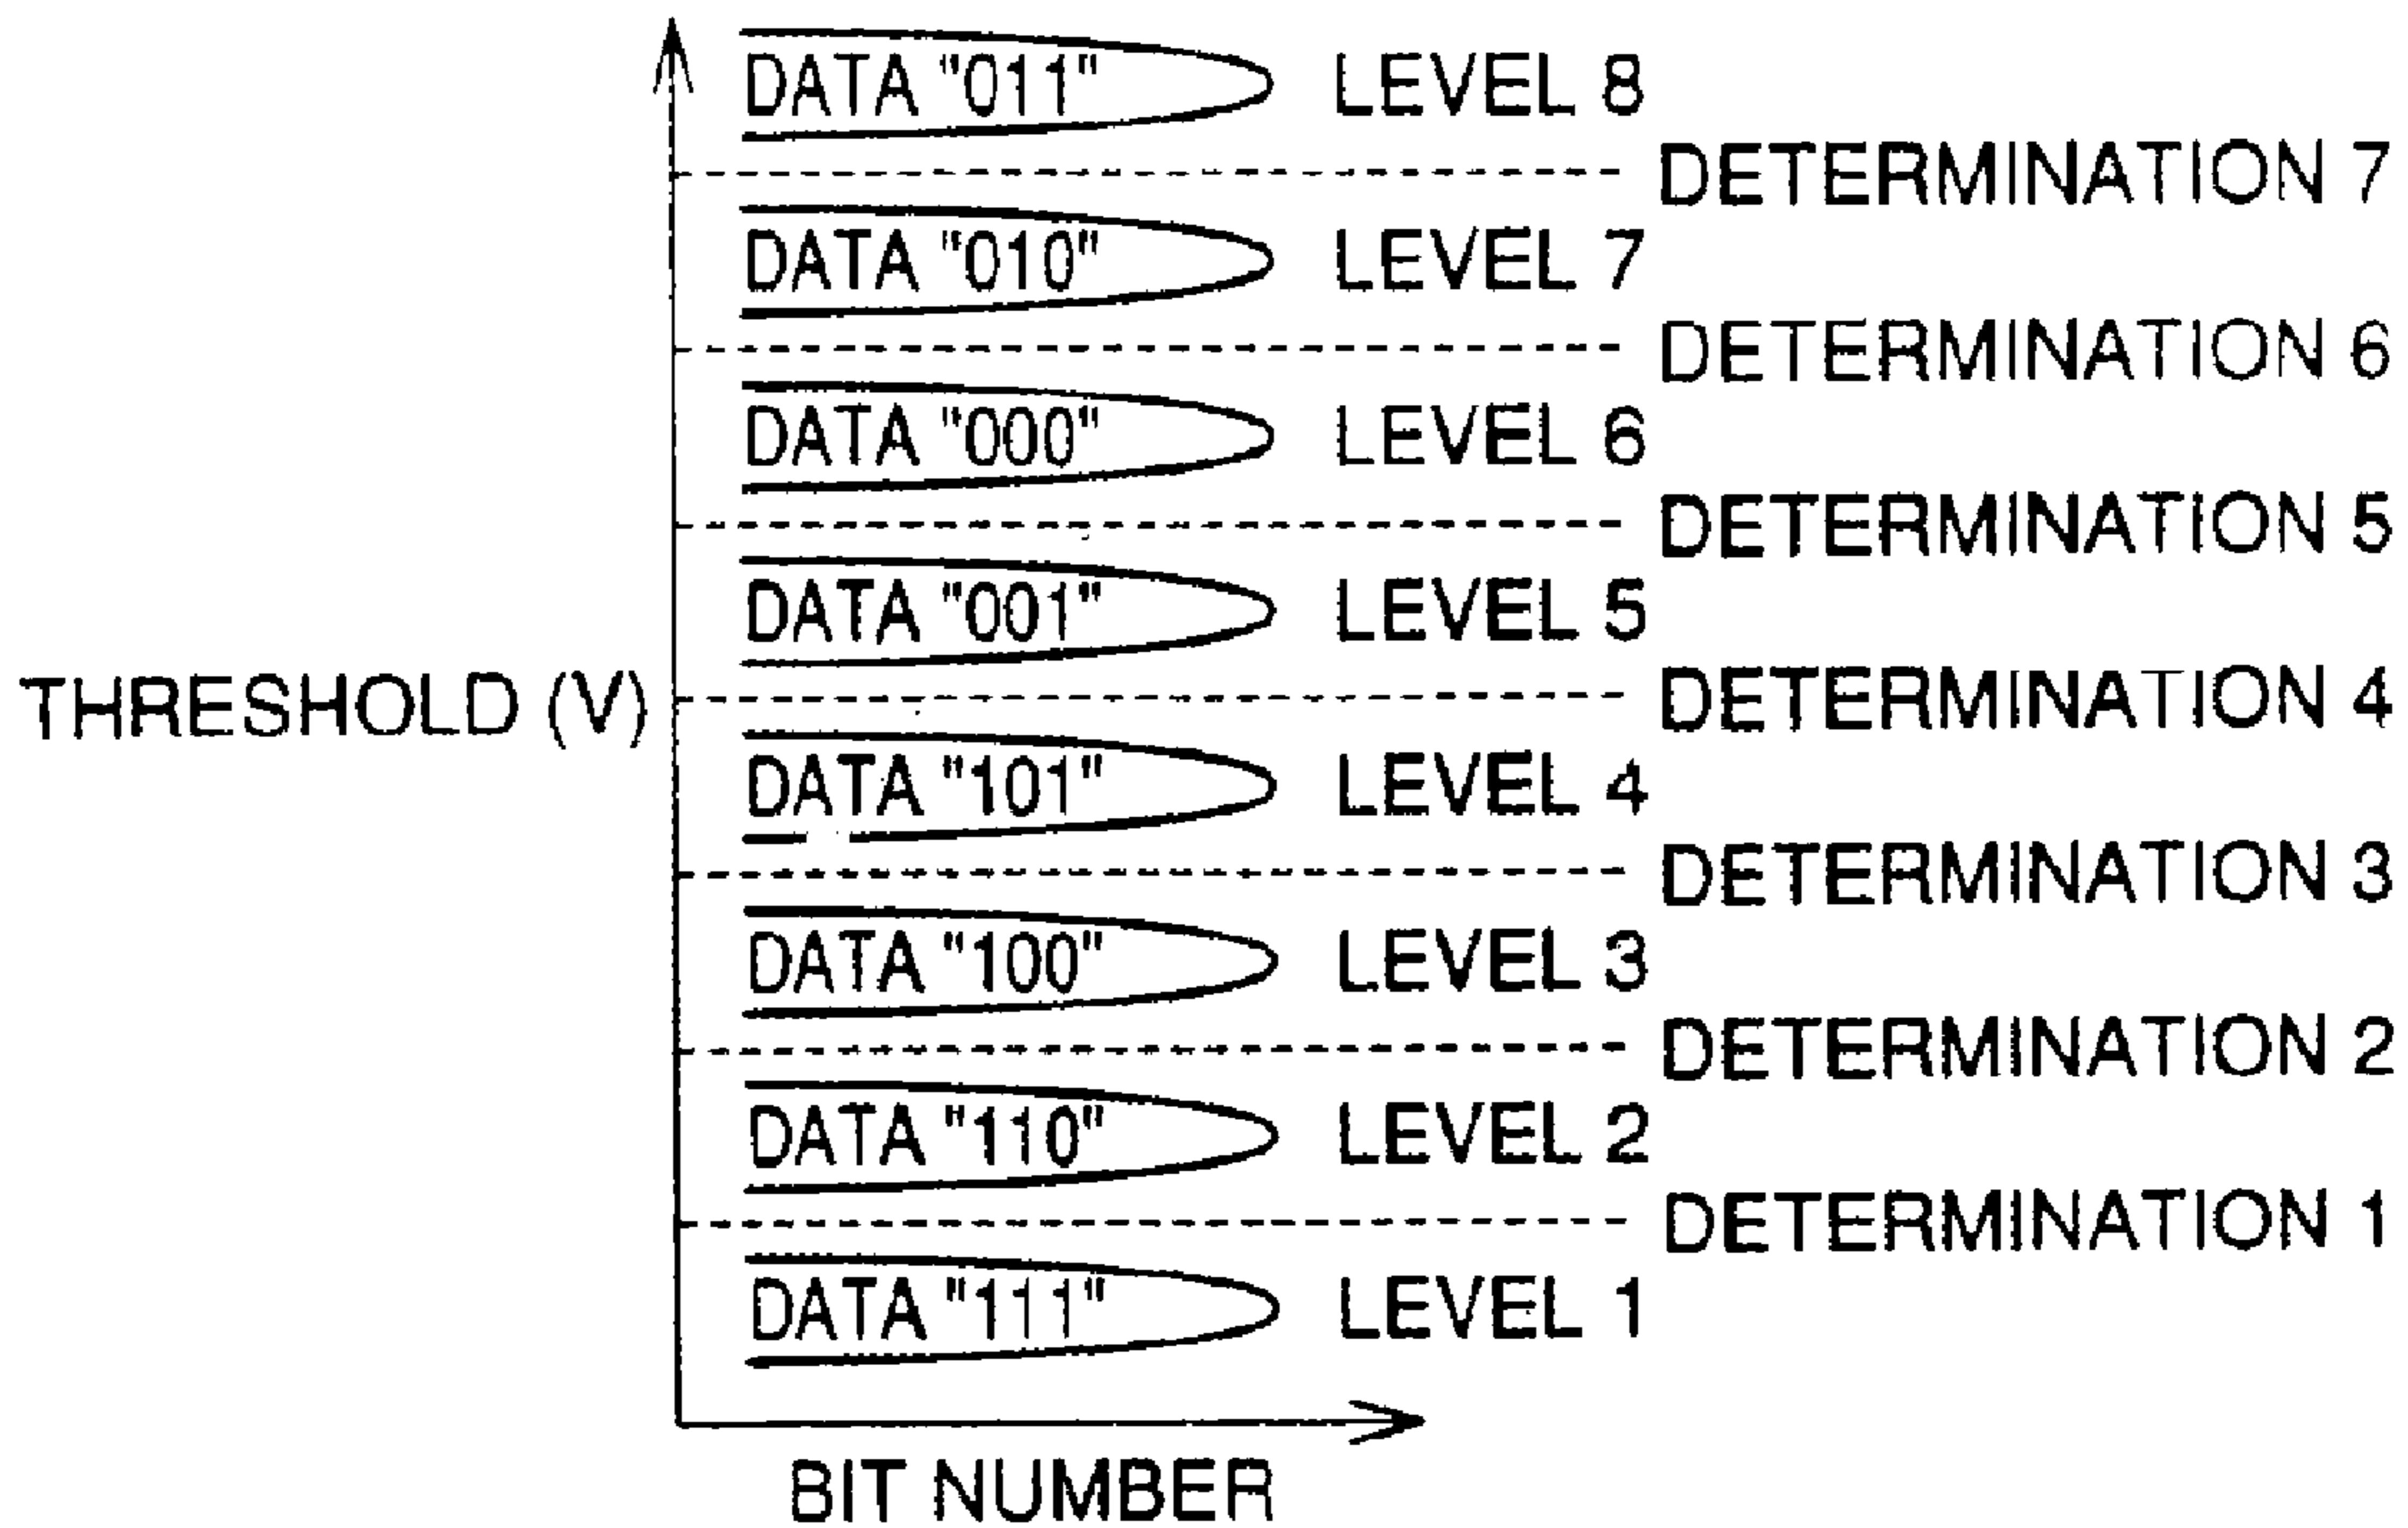 DATA "011" LEVEL 8
DETERMINATION 7
DATA "010" LEVEL 7
DETERMINATION 6
DATA "000" LEVEL 6
DETERMINATION 5
DATA "001" LEVEL 5
THRESHOLD (V) DETERMINATION 4
DATA "101" LEVEL 4
DETERMINATION 3
DATA "100" LEVEL 3
DETERMINATION 2
DATA "110" LEVEL 2
DETERMINATION 1
DATA "111" LEVEL 1
BIT NUMBER